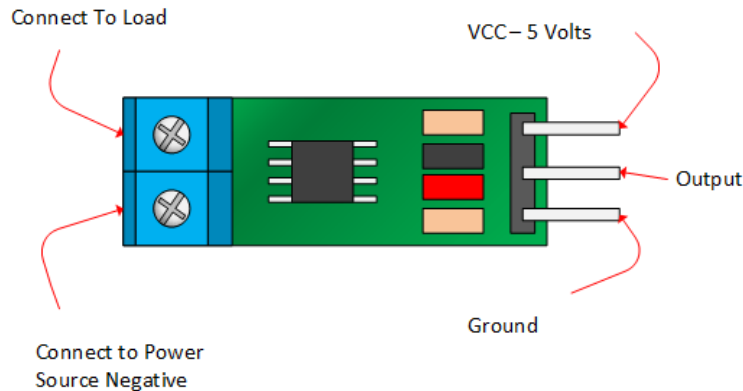 Connect To Load
VCC – 5 Volts
Output
Ground
Connect to Power
Source Negative